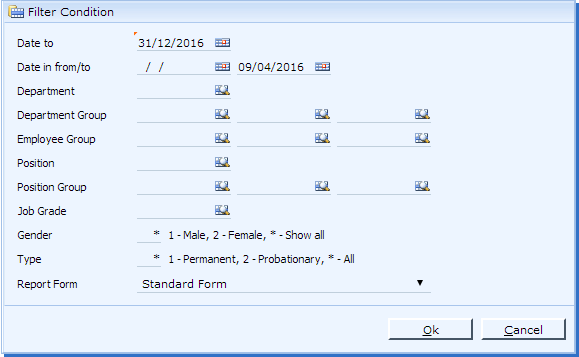 Filter Condition
Date to 31/12/2016
Date in from/to / / 09/04/2016
Department
Department Group
Employee Group
Position
Position Group
Job Grade
Gender * 1 - Male, 2 - Female, * - Show all
Type * 1 - Permanent, 2 - Probationary, * - All
Report Form Standard Form
Ok Cancel